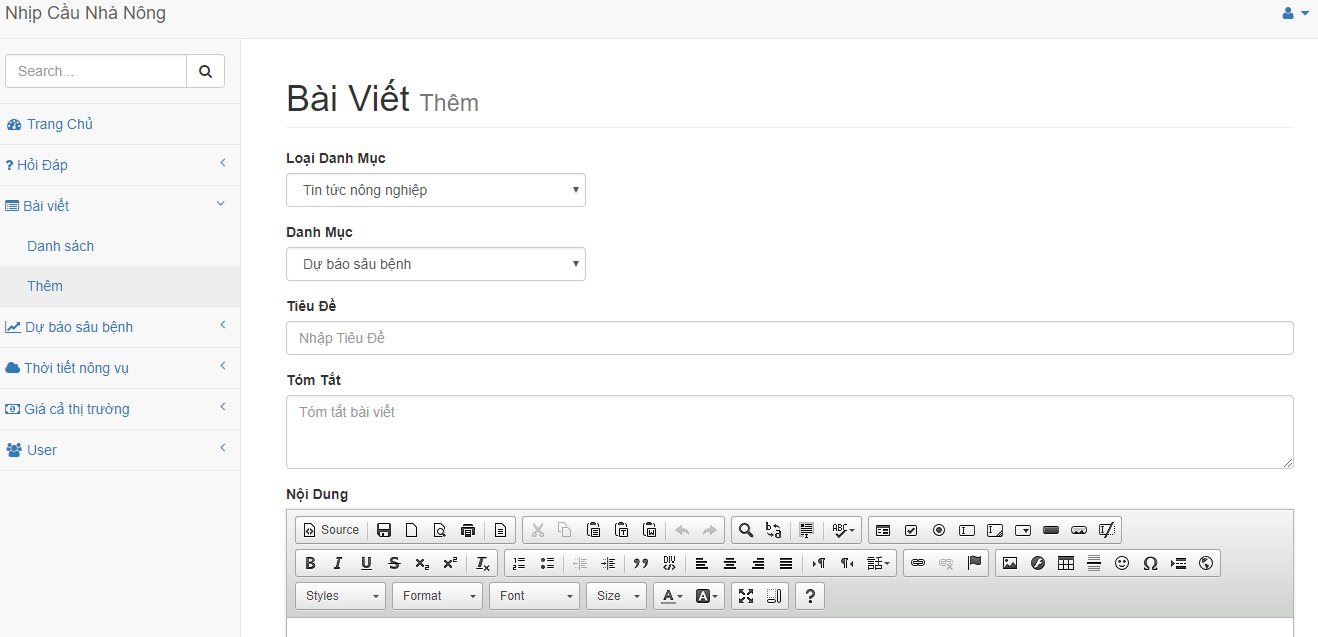 Nhịp Cầu Nhà Nông
Search...
Trang Chủ
Hỏi Đáp
Bài viết
Danh sách
Thêm
Dự báo sâu bệnh
Thời tiết nông vụ
Giá cả thị trường
User
Bài Viết Thêm
Loại Danh Mục
Tin tức nông nghiệp
Danh Mục
Dự báo sâu bệnh
Tiêu Đề
Nhập Tiêu Đề
Tóm Tắt
Tóm tắt bài viết
Nội Dung
Source
Styles Format Font Size